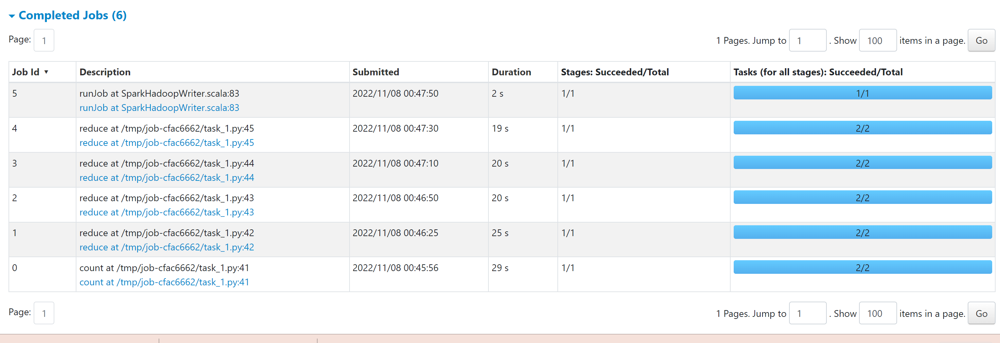 Completed Jobs (6)
Page: 1
1 Pages. Jump to 1 . Show 100 items in a page. Go
Job Id ▼ Description Submitted Duration Stages: Succeeded/Total Tasks (for all stages): Succeeded/Total
5 runJob at SparkHadoopWriter.scala:83 2022/11/08 00:47:50 2 s 1/1 1/1
runJob at SparkHadoopWriter.scala:83
4 reduce at /tmp/job-cfac6662/task_1.py:45 2022/11/08 00:47:30 19 s 1/1 2/2
reduce at /tmp/job-cfac6662/task_1.py:45
3 reduce at /tmp/job-cfac6662/task_1.py:44 2022/11/08 00:47:10 20 s 1/1 2/2
reduce at /tmp/job-cfac6662/task_1.py:44
2 reduce at /tmp/job-cfac6662/task_1.py:43 2022/11/08 00:46:50 20 s 1/1 2/2
reduce at /tmp/job-cfac6662/task_1.py:43
1 reduce at /tmp/job-cfac6662/task_1.py:42 2022/11/08 00:46:25 25 s 1/1 2/2
reduce at /tmp/job-cfac6662/task_1.py:42
0 count at /tmp/job-cfac6662/task_1.py:41 2022/11/08 00:45:56 29 s 1/1 2/2
count at /tmp/job-cfac6662/task_1.py:41
Page: 1
1 Pages. Jump to 1 . Show 100 items in a page. Go